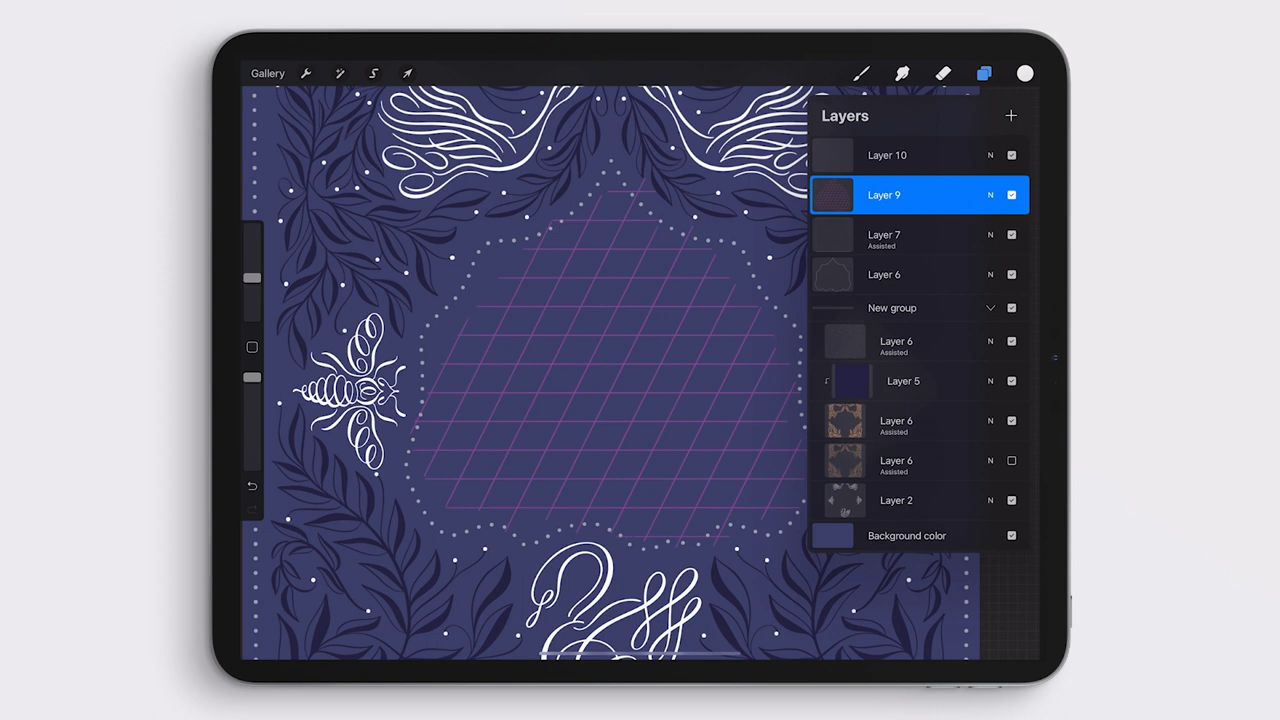 Gallery
Layers
Layer 10 N
Layer 9 N
Layer 7 N
Assisted
Layer 6 N
New group
Layer 6 N
Assisted
Layer 5 N
Layer 6 N
Assisted
Layer 6 N
Assisted
Layer 2 N
Background color